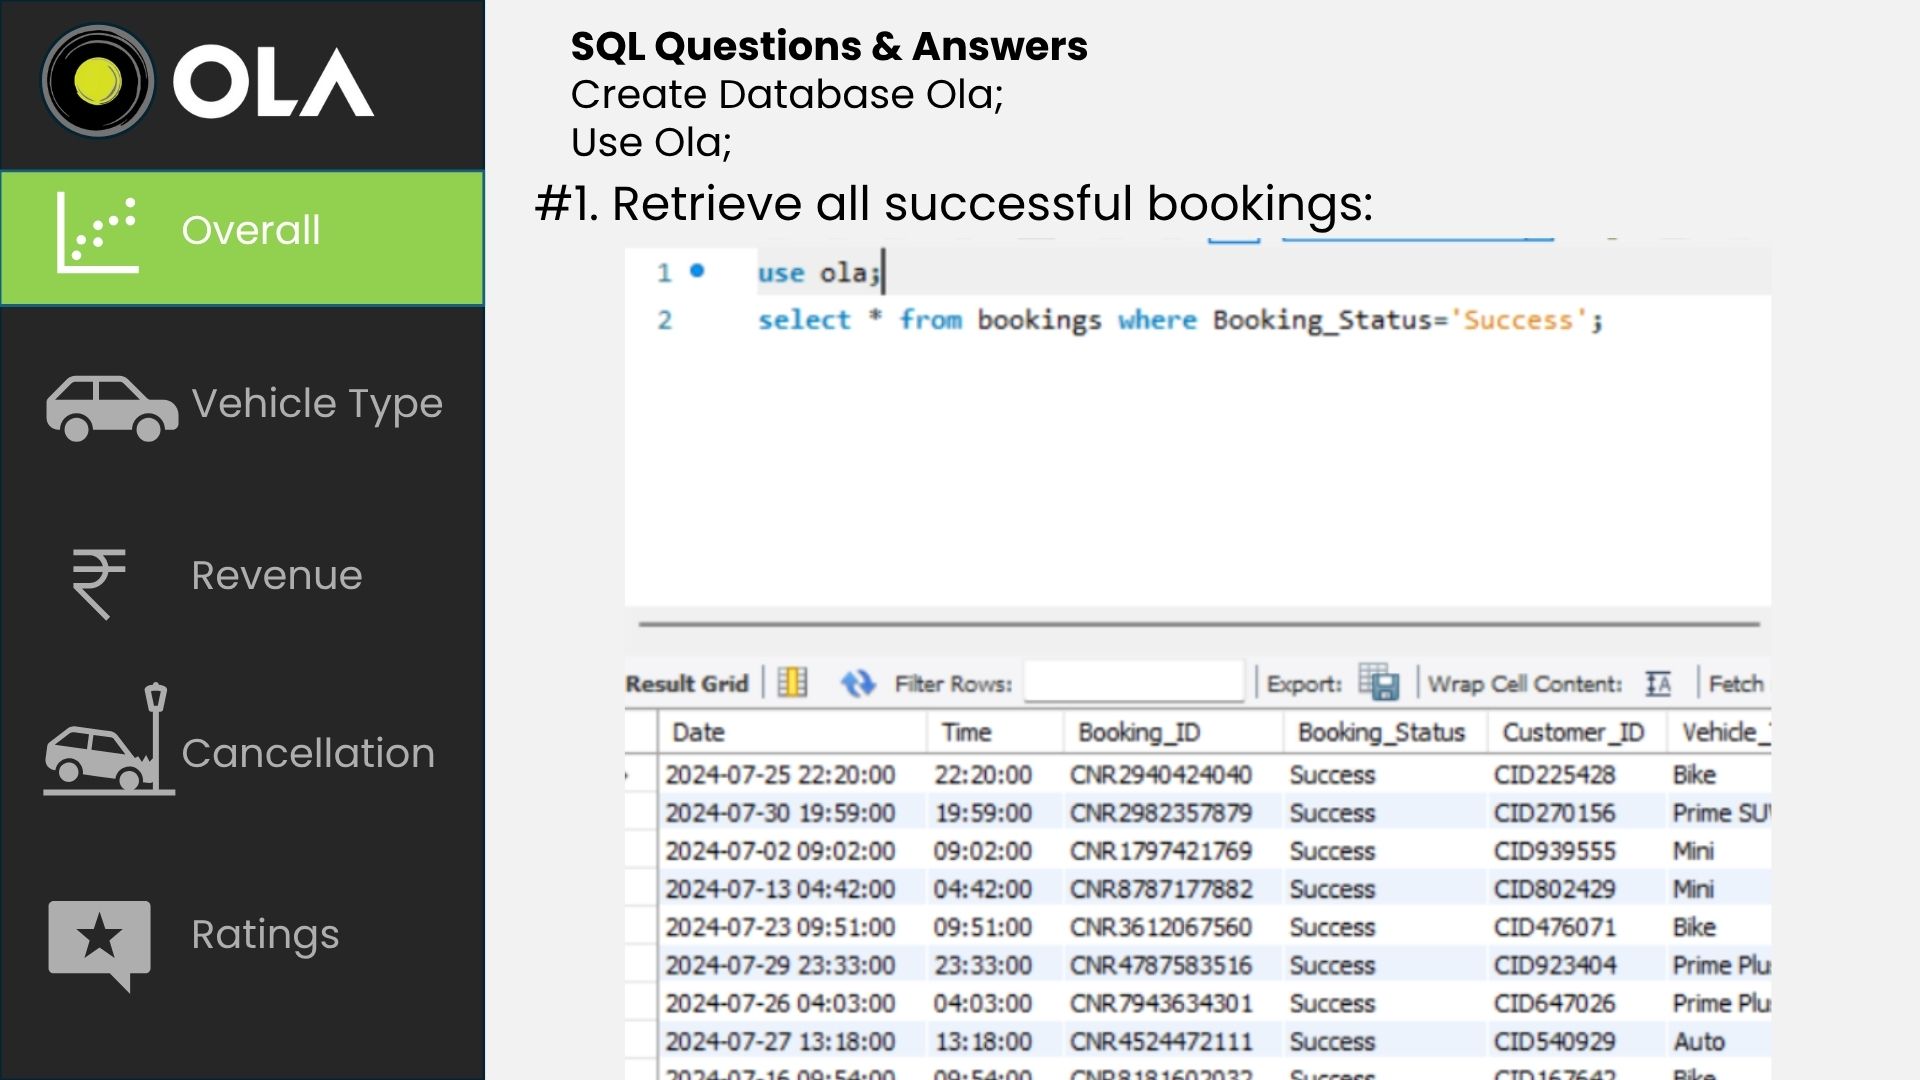 OLA
Overall
Vehicle Type
Revenue
Cancellation
Ratings
SQL Questions & Answers
Create Database Ola;
Use Ola;
#1. Retrieve all successful bookings:
1 use ola;
2 select * from bookings where Booking_Status='Success';
Result Grid Filter Rows: Export: Wrap Cell Content: Fetch
Date Time Booking_ID Booking_Status Customer_ID Vehicle_
2024-07-25 22:20:00 22:20:00 CNR2940424040 Success CID225428 Bike
2024-07-30 19:59:00 19:59:00 CNR2982357879 Success CID270156 Prime SU
2024-07-02 09:02:00 09:02:00 CNR1797421769 Success CID939555 Mini
2024-07-13 04:42:00 04:42:00 CNR8787177882 Success CID802429 Mini
2024-07-23 09:51:00 09:51:00 CNR3612067560 Success CID476071 Bike
2024-07-29 23:33:00 23:33:00 CNR4787583516 Success CID923404 Prime Plu
2024-07-26 04:03:00 04:03:00 CNR7943634301 Success CID647026 Prime Plu
2024-07-27 13:18:00 13:18:00 CNR4524472111 Success CID540929 Auto
2024-07-16 09:54:00 09:54:00 Success Bike